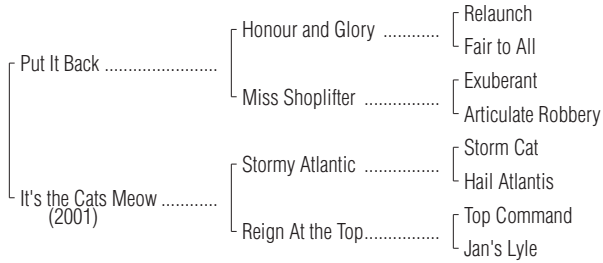 Relaunch
Honour and Glory ............
Fair to All
Put It Back .......................
Exuberant
Miss Shoplifter ................
Articulate Robbery
Storm Cat
Stormy Atlantic ................
Hail Atlantis
It's the Cats Meow ............
(2001)
Top Command
Reign At the Top................
Jan's Lyle